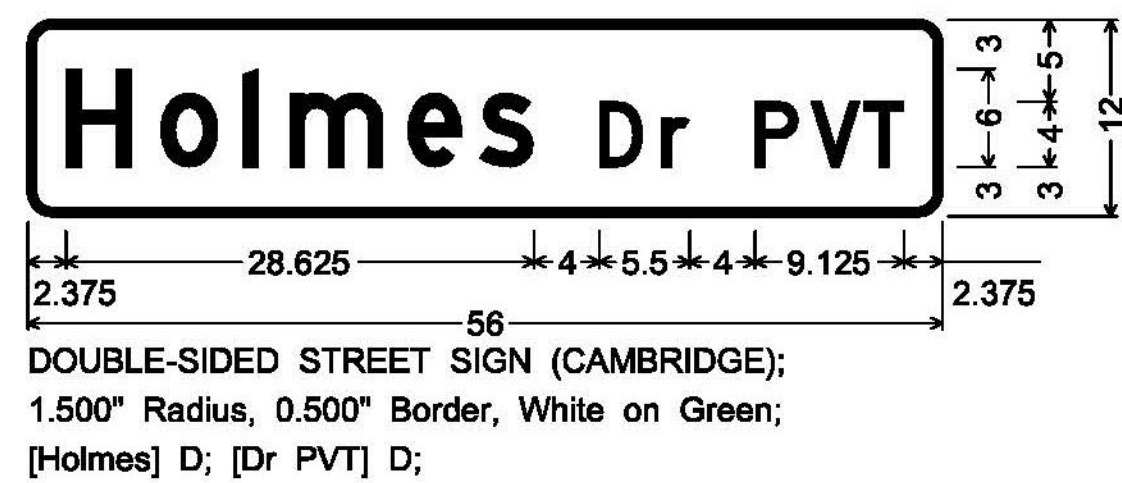 Holmes Dr PVT
3 6 3
5 4 3
12
28.625 4 5.5 4 9.125
2.375 2.375
56
DOUBLE-SIDED STREET SIGN (CAMBRIDGE);
1.500" Radius, 0.500" Border, White on Green;
[Holmes] D; [Dr PVT] D;